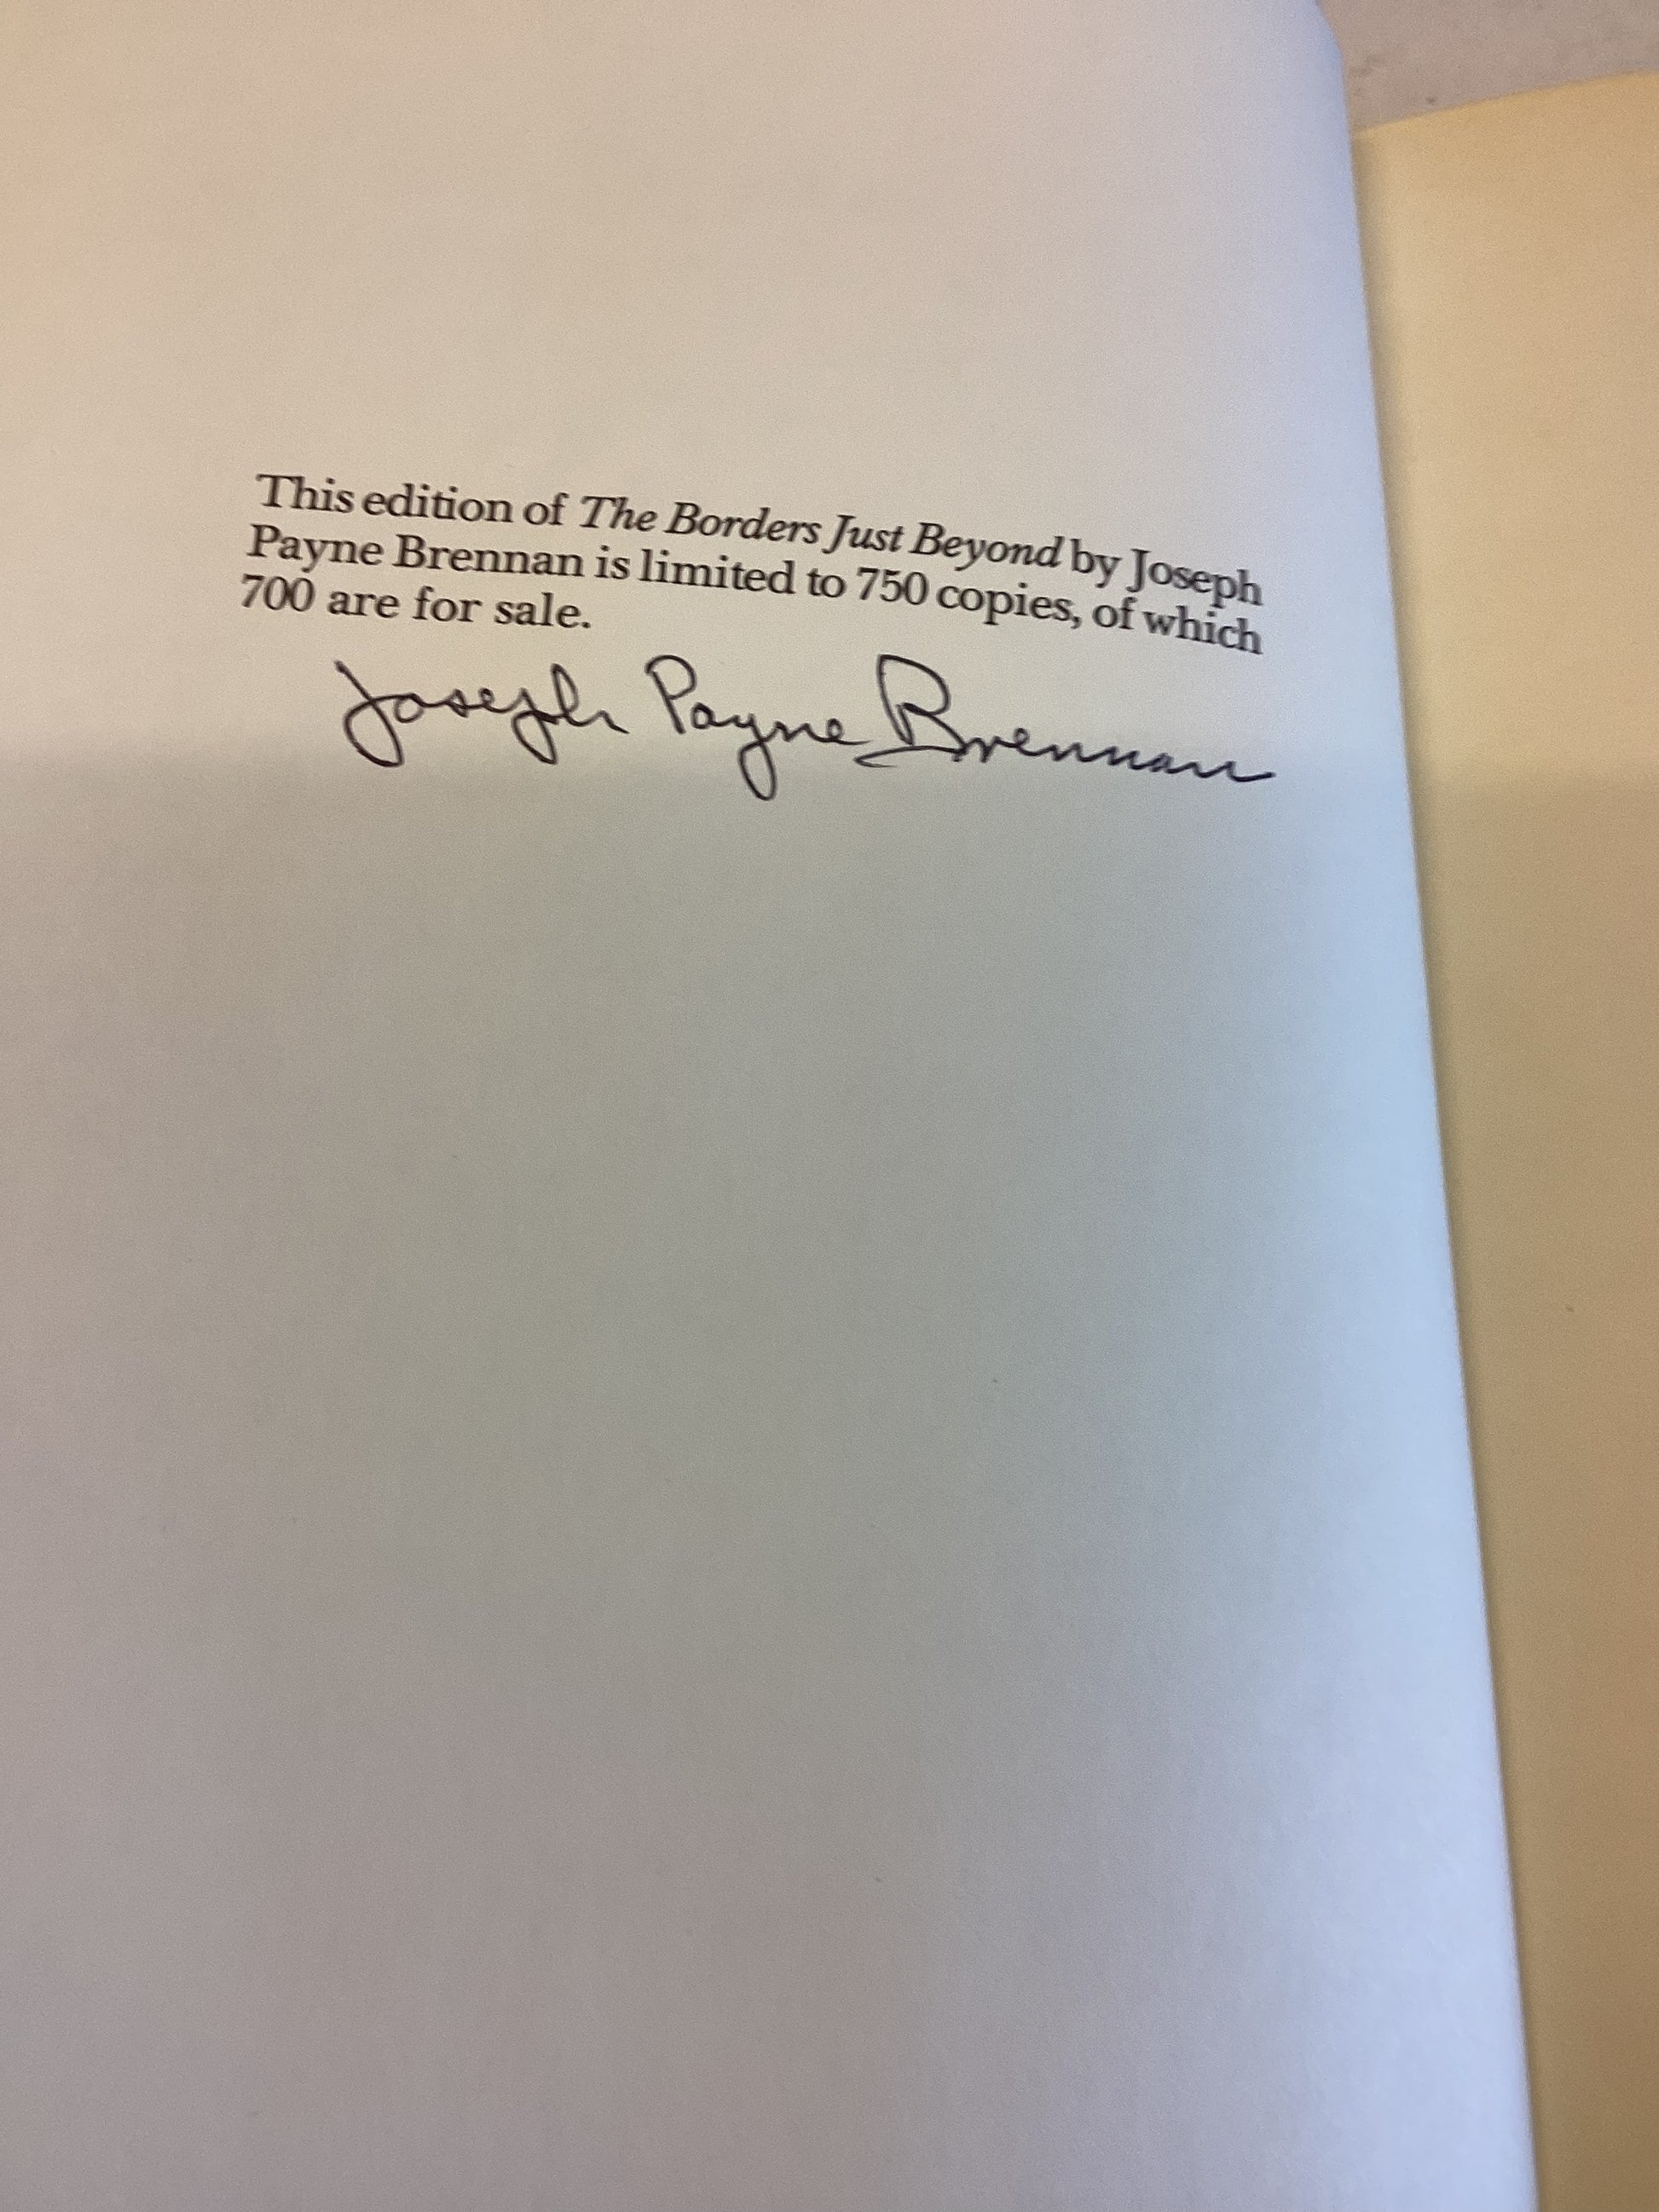 This edition of The Borders Just Beyond by Joseph
Payne Brennan is limited to 750 copies, of which
700 are for sale.
Joseph Payne Brennan